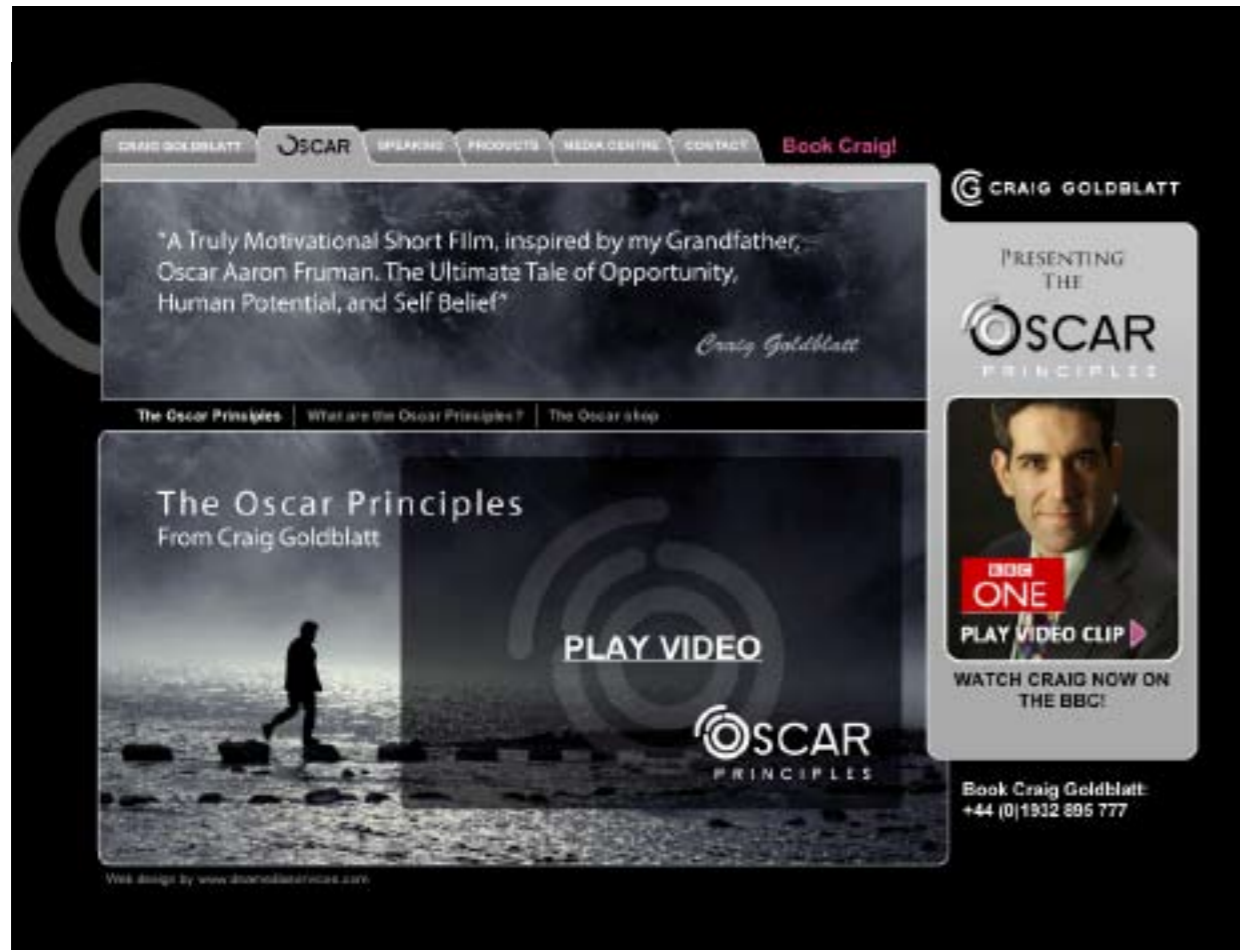 CRAIG GOLDBLATT
OSCAR
SPEAKING
PRODUCTS
MEDIA CENTRE
CONTACT
Book Craig!
CRAIG GOLDBLATT
"A Truly Motivational Short FIlm, inspired by my Grandfather,
Oscar Aaron Fruman. The Ultimate Tale of Opportunity,
Human Potential, and Self Belief"
Craig Goldblatt
PRESENTING
THE
OSCAR
PRINCIPLES
The Oscar Principles
What are the Oscar Principles?
The Oscar shop
The Oscar Principles
From Craig Goldblatt
PLAY VIDEO
OSCAR
PRINCIPLES
BBC
ONE
PLAY VIDEO CLIP
WATCH CRAIG NOW ON
THE BBC!
Book Craig Goldblatt:
+44 (0)1932 895 777
Web design by